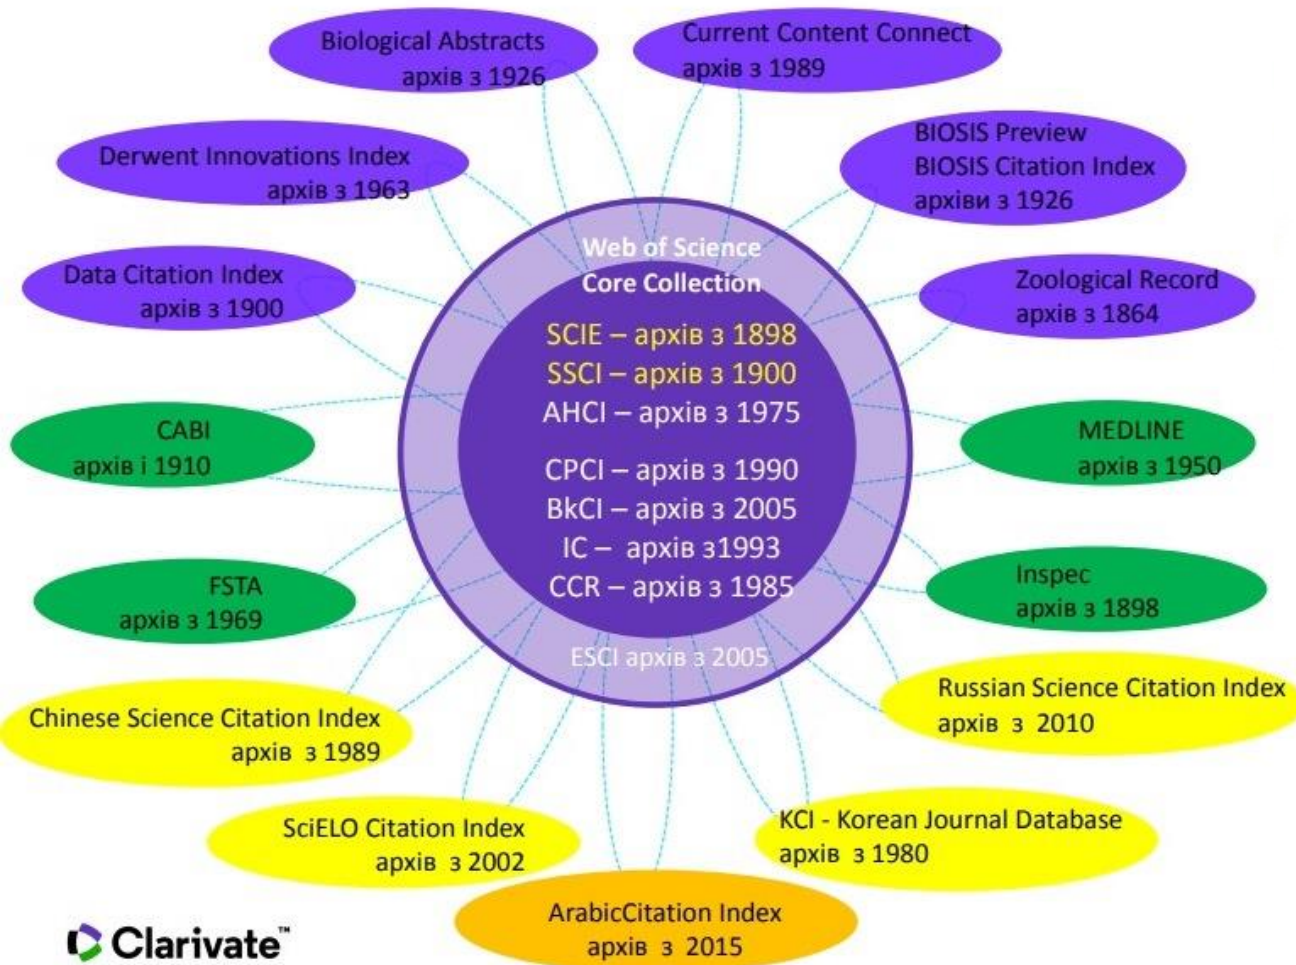 Biological Abstracts
архів з 1926
Current Content Connect
архів з 1989
Derwent Innovations Index
архів з 1963
BIOSIS Preview
BIOSIS Citation Index
архіви з 1926
Data Citation Index
архів з 1900
Zoological Record
архів з 1864
Web of Science
Core Collection
SCIE – архів з 1898
SSCI – архів з 1900
AHCI – архів з 1975
CPCI – архів з 1990
BkCI – архів з 2005
IC – архів з1993
CCR – архів з 1985
ESCI архів з 2005
CABI
архів і 1910
MEDLINE
архів з 1950
FSTA
архів з 1969
Inspec
архів з 1898
Chinese Science Citation Index
архів з 1989
Russian Science Citation Index
архів з 2010
SciELO Citation Index
архів з 2002
KCI - Korean Journal Database
архів з 1980
ArabicCitation Index
архів з 2015
Clarivate™